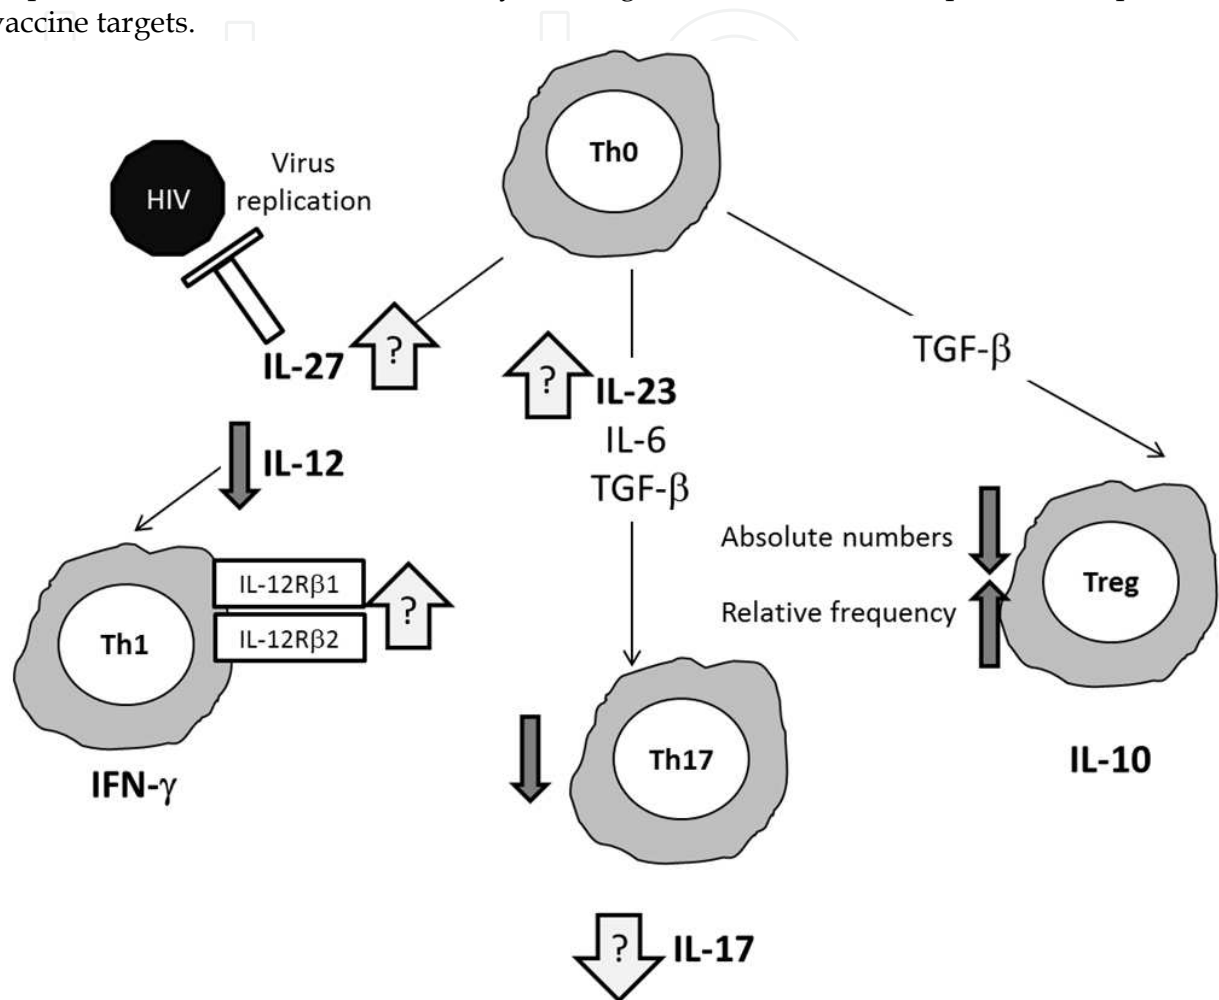 vaccine targets.
Th0
Virus
replication
HIV
IL-27
?
?
IL-23
IL-6
TGF-β
TGF-β
IL-12
IL-12Rβ1
IL-12Rβ2
?
Th1
IFN-γ
Absolute numbers
Relative frequency
Treg
IL-10
Th17
?
IL-17